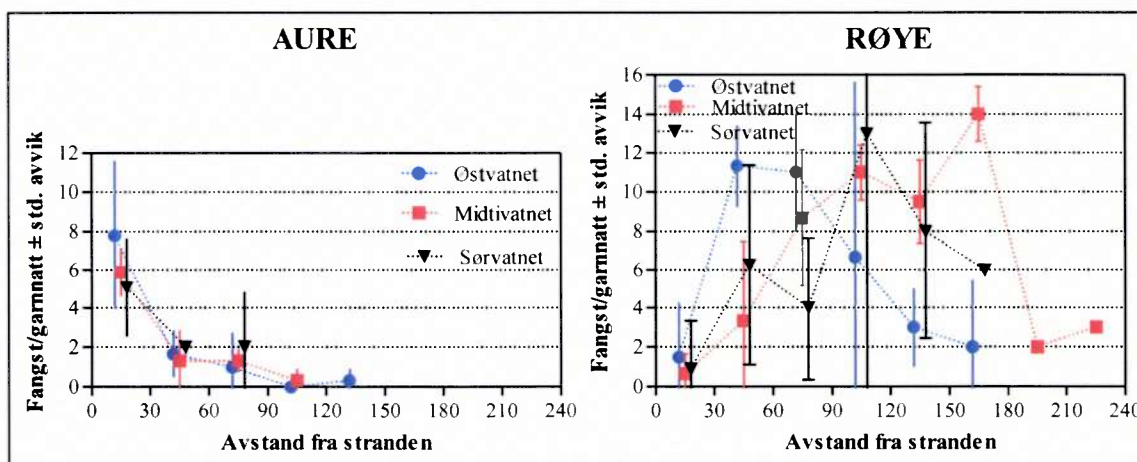 AURE
Fangst/garnnatt ± std. avvik
12
10
8
6
4
2
0
0 30 60 90 120 150 180 210 240
Avstand fra stranden
Østvatnet
Midtivatnet
Sørvatnet
RØYE
Fangst/garnnatt ± std. avvik
16
14
12
10
8
6
4
2
0
0 30 60 90 120 150 180 210 240
Avstand fra stranden
Østvatnet
Midtivatnet
Sørvatnet